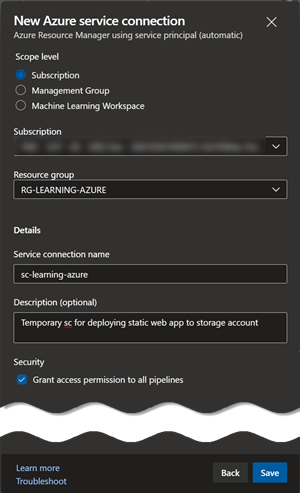 New Azure service connection
Azure Resource Manager using service principal (automatic)
Scope level
Subscription
Management Group
Machine Learning Workspace
Subscription
Resource group
RG-LEARNING-AZURE
Details
Service connection name
sc-learning-azure
Description (optional)
Temporary sc for deploying static web app to storage account
Security
Grant access permission to all pipelines
Learn more
Troubleshoot
Back
Save